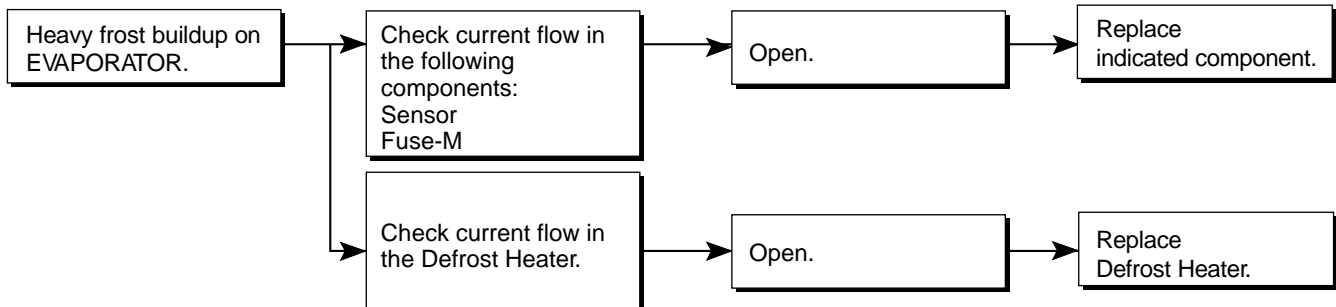 Heavy frost buildup on
EVAPORATOR.
Check current flow in
the following
components:
Sensor
Fuse-M
Open.
Replace
indicated component.
Check current flow in
the Defrost Heater.
Open.
Replace
Defrost Heater.